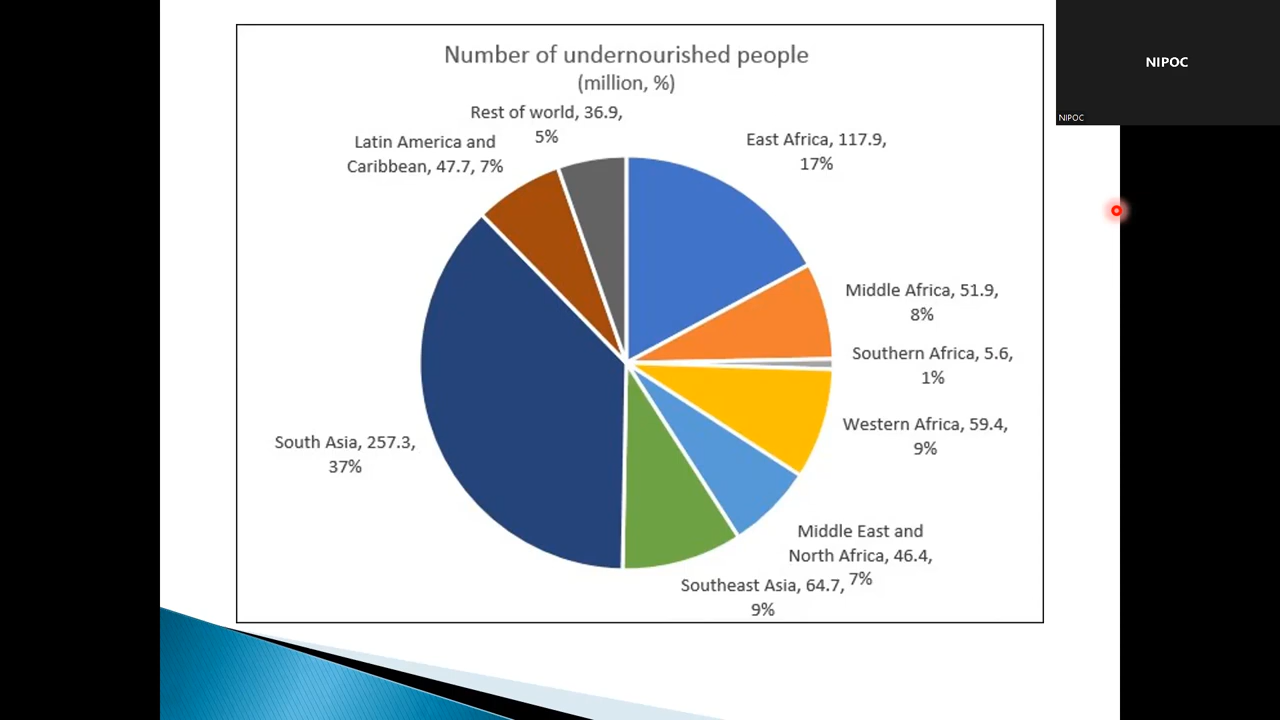 Number of undernourished people
(million, %)
Rest of world, 36.9,
5%
Latin America and
Caribbean, 47.7, 7%
East Africa, 117.9,
17%
Middle Africa, 51.9,
8%
Southern Africa, 5.6,
1%
Western Africa, 59.4,
9%
South Asia, 257.3,
37%
Middle East and
North Africa, 46.4,
7%
Southeast Asia, 64.7,
9%
NIPOC
NIPOC